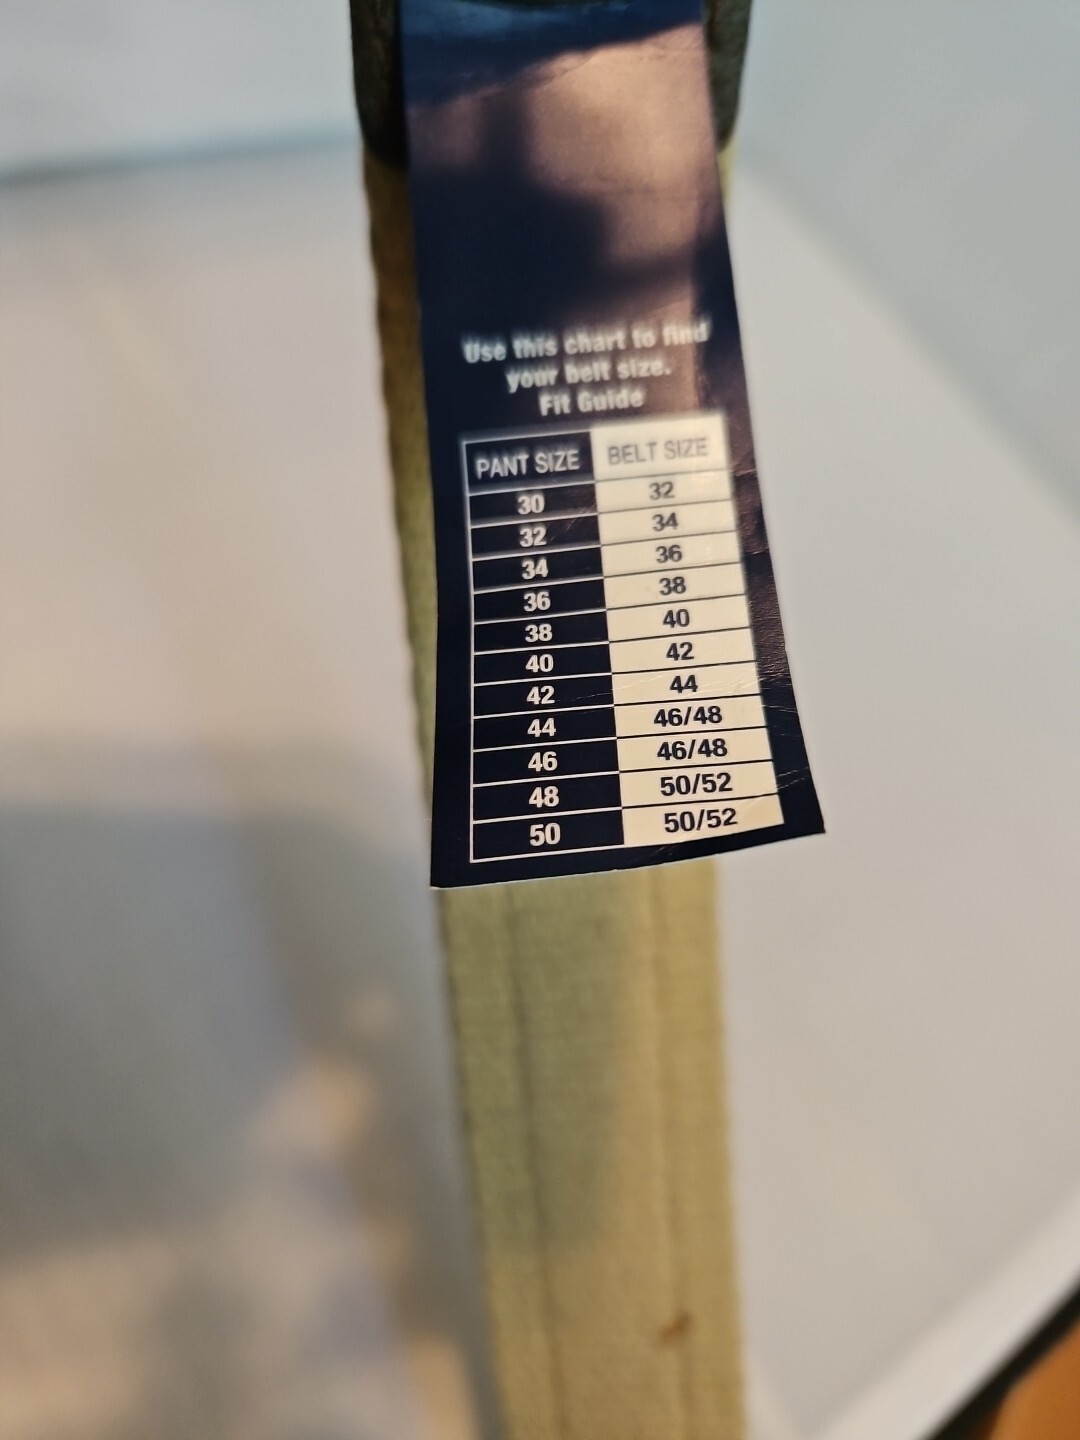 Use this chart to find
your belt size.
Fit Guide
PANT SIZE BELT SIZE
30 32
32 34
34 36
36 38
38 40
40 42
42 44
44 46/48
46 46/48
48 50/52
50 50/52